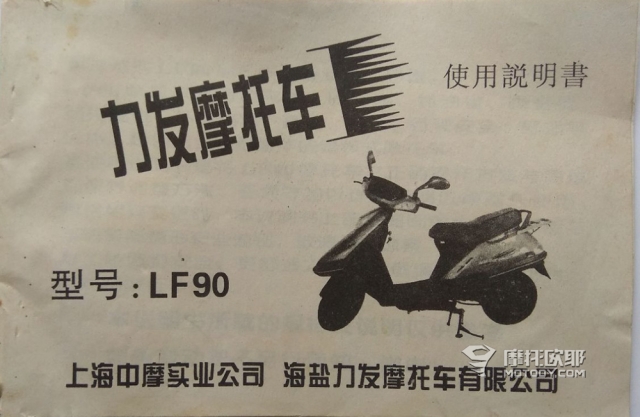 力发摩托车
使用説明書
型号:LF90
上海中摩实业公司 海盐力发摩托车有限公司
摩托欧耶
MOTOBY.COM